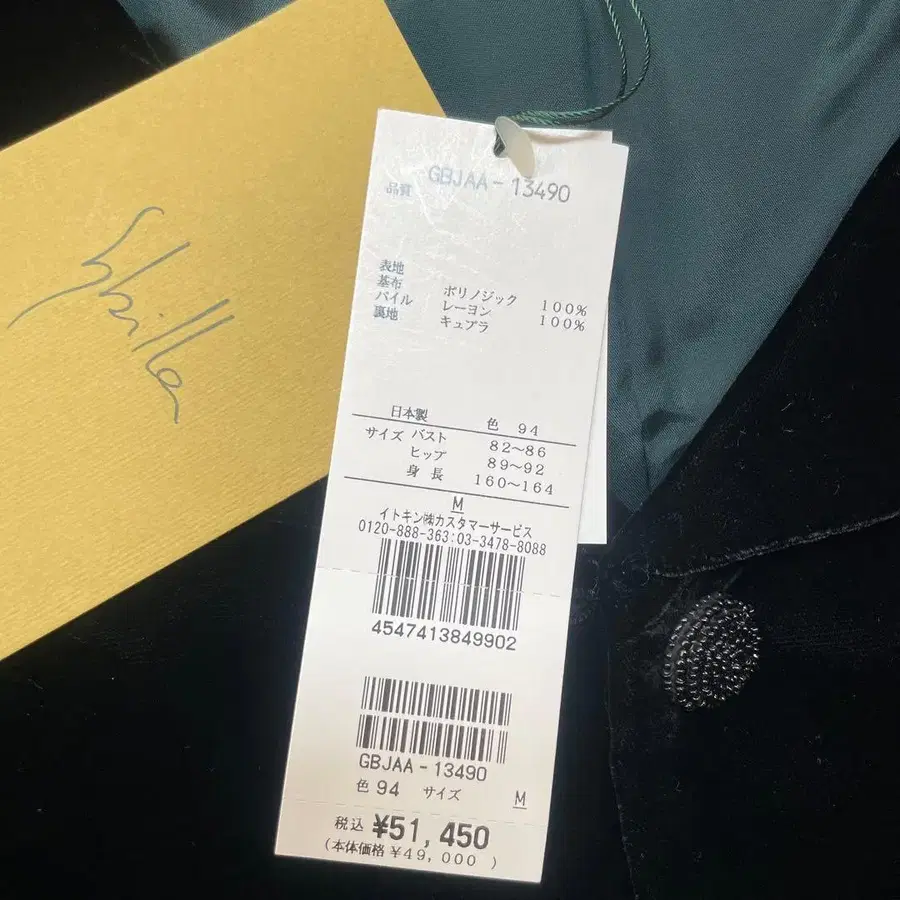 Sybilla
GBJAA-13490
品質
表地
基布 ポリノジック 100%
パイル レーヨン 100%
裏地 キュプラ
日本製 色 94
サイズ バスト 82〜86
ヒップ 89〜92
身長 160〜164
M
イトキン㈱カスタマーサービス
0120-888-363:03-3478-8088
4547413849902
GBJAA-13490
色 94 サイズ M
税込 ¥51,450
(本体価格 ¥49,000 )